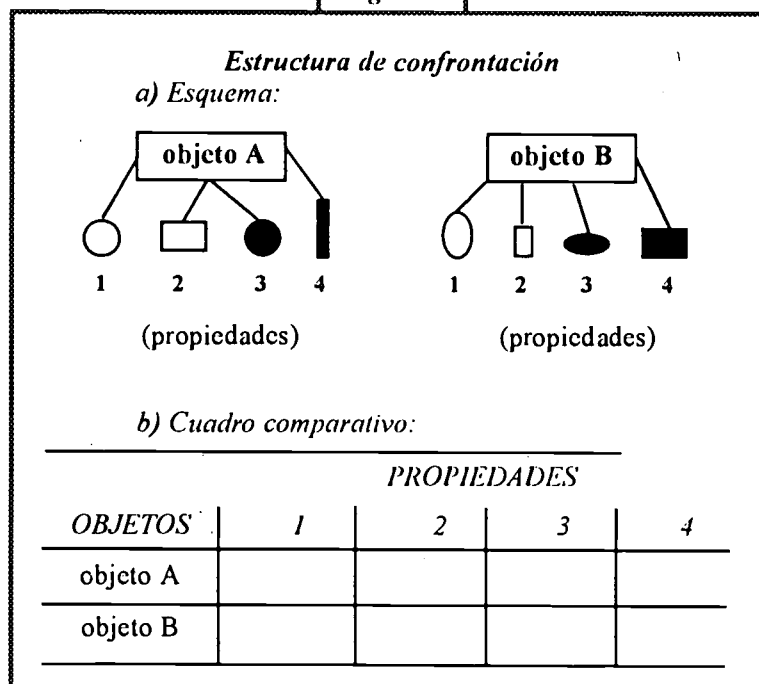 Estructura de confrontación
a) Esquema:
objeto A
objeto B
1 2 3 4
1 2 3 4
(propiedades)
(propiedades)
b) Cuadro comparativo:
PROPIEDADES
OBJETOS 1 2 3 4
objeto A
objeto B